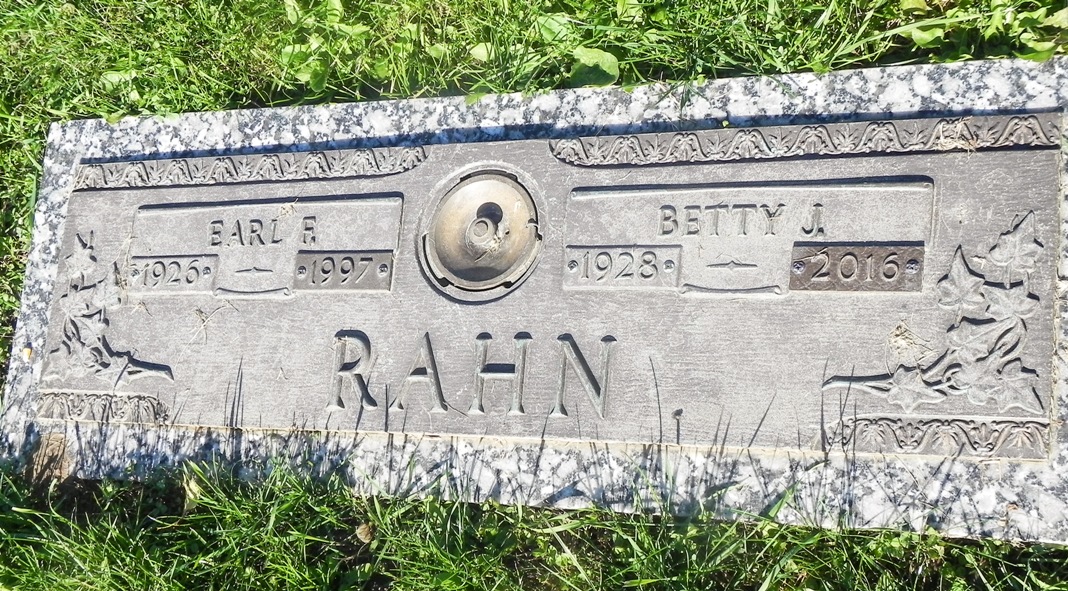 EARL F.
1926 – 1997
BETTY J.
1928 – 2016
RAHN